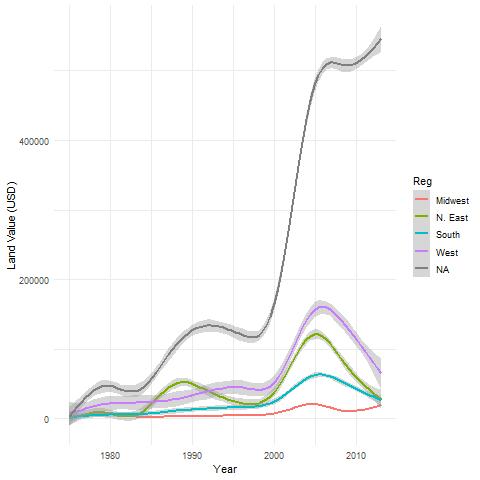 Land Value (USD)
400000
200000
0
1980 1990 2000 2010
Year
Reg
Midwest
N. East
South
West
NA